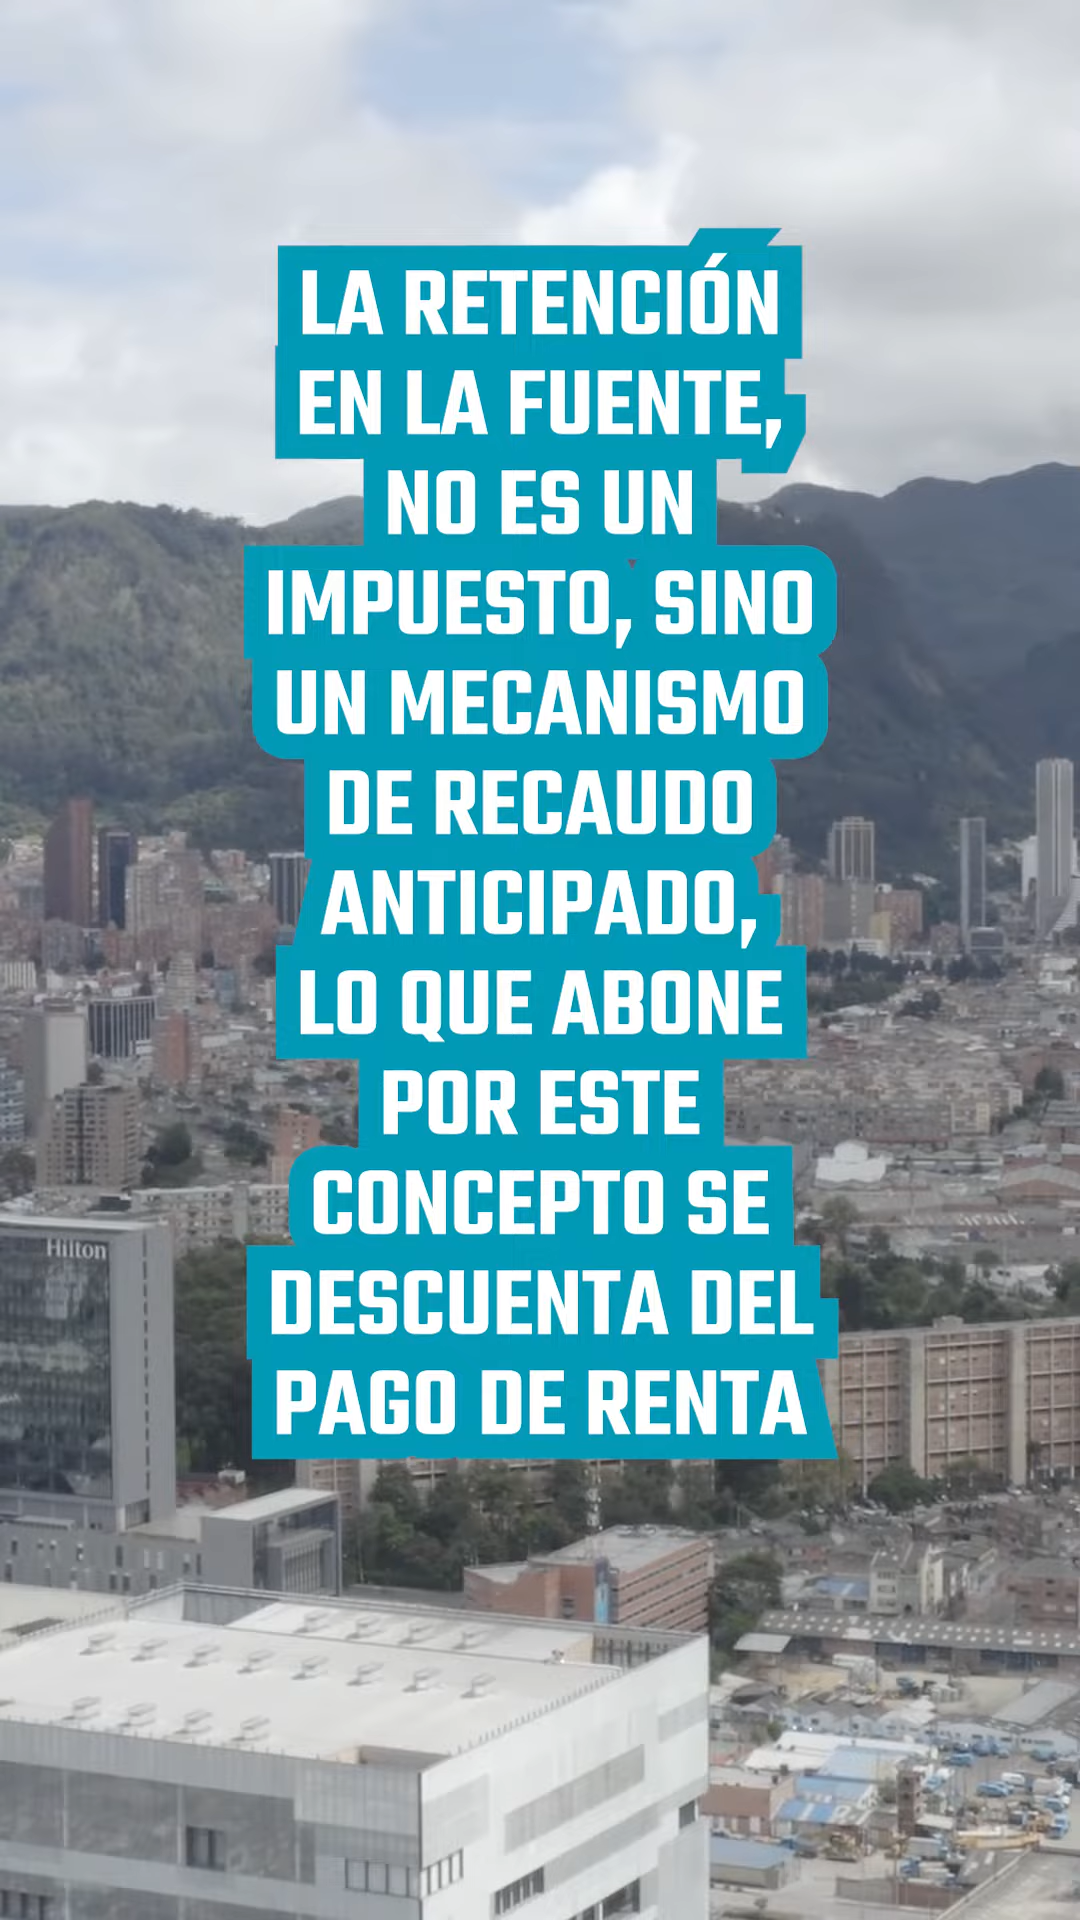 LA RETENCIÓN
EN LA FUENTE,
NO ES UN
IMPUESTO, SINO
UN MECANISMO
DE RECAUDO
ANTICIPADO,
LO QUE ABONE
POR ESTE
CONCEPTO SE
DESCUENTA DEL
PAGO DE RENTA
Hilton